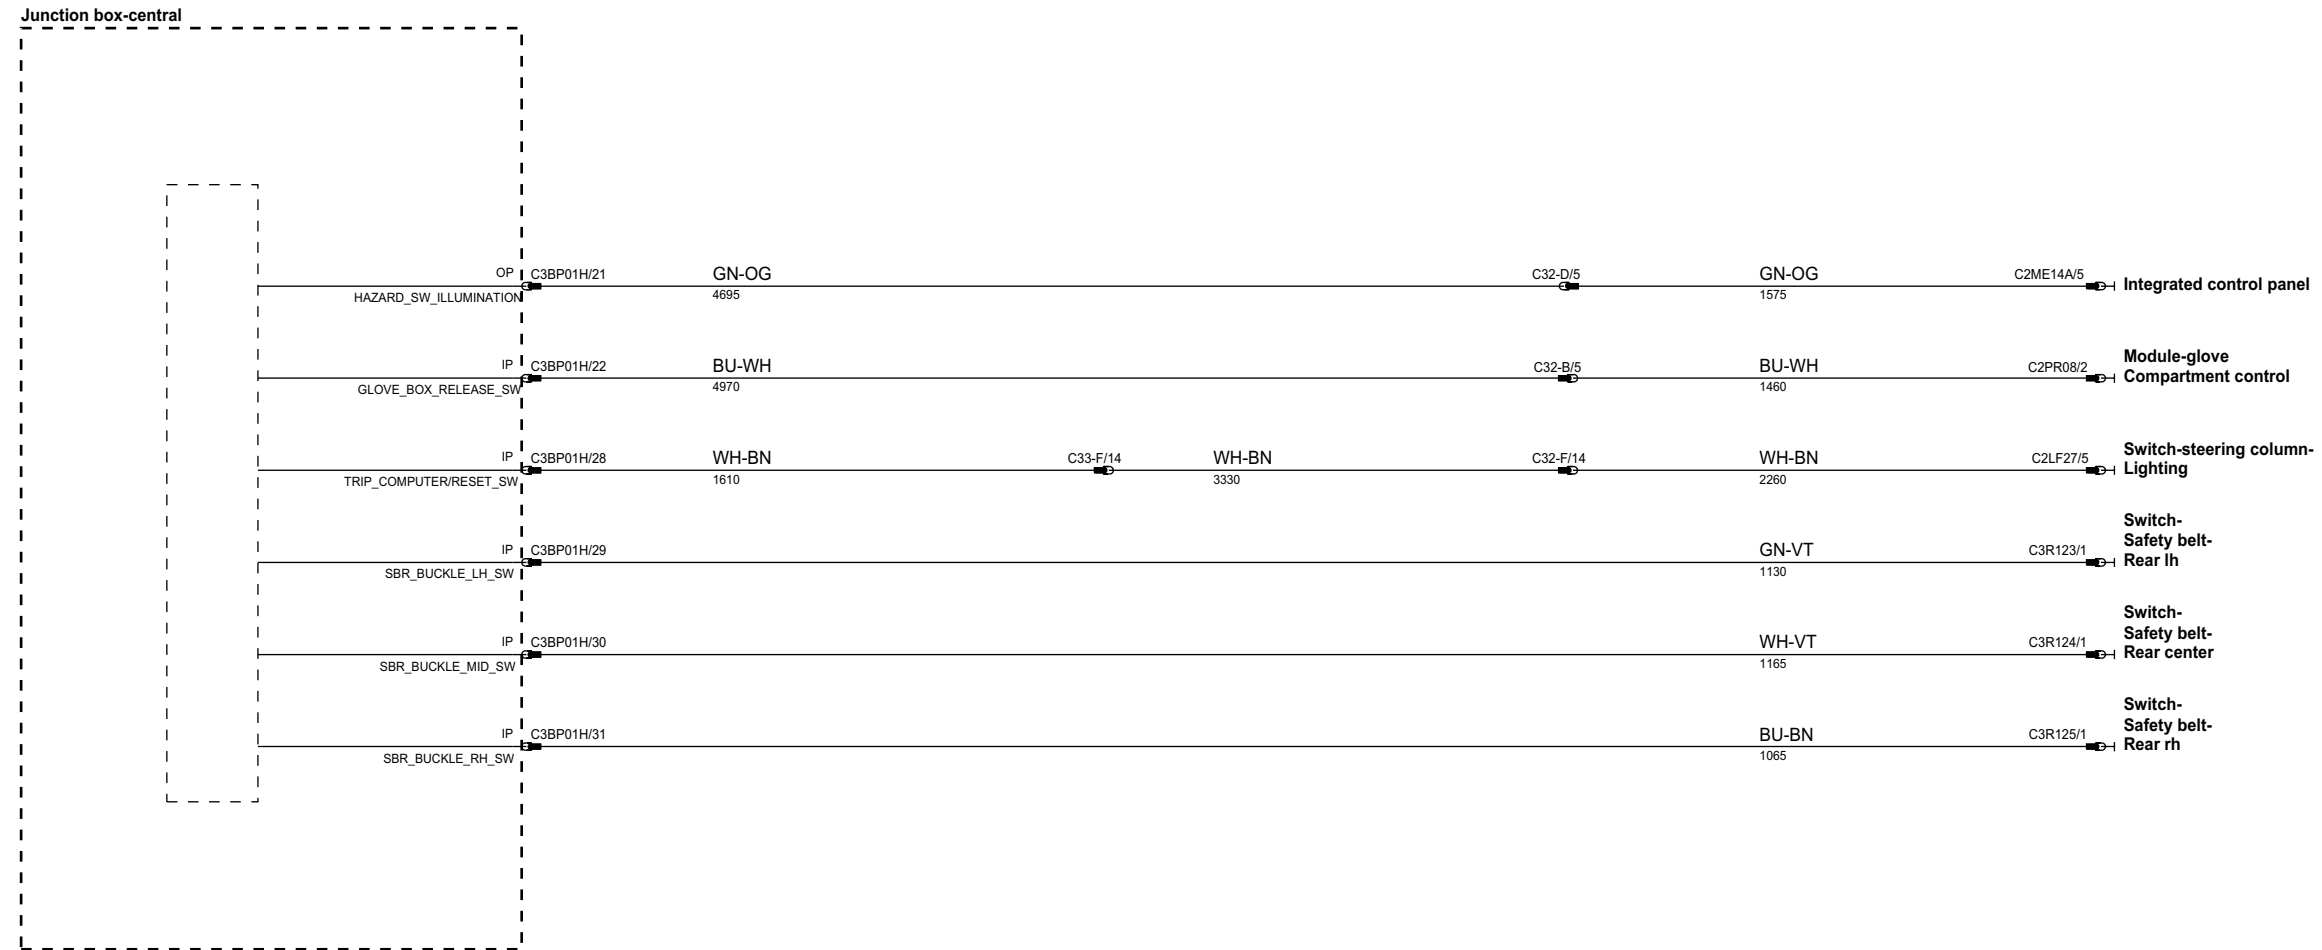 Junction box-central
OP C3BP01H/21 GN-OG C32-D/5 GN-OG C2ME14A/5 Integrated control panel
HAZARD_SW_ILLUMINATION 4695 1575
IP C3BP01H/22 BU-WH C32-B/5 BU-WH C2PR08/2 Module-glove
Compartment control
GLOVE_BOX_RELEASE_SW 4970 1460
IP C3BP01H/28 WH-BN C33-F/14 WH-BN C32-F/14 WH-BN C2LF27/5 Switch-steering column-
Lighting
TRIP_COMPUTER/RESET_SW 1610 3330 2260
Switch-
Safety belt-
IP C3BP01H/29 GN-VT C3R123/1 Rear lh
SBR_BUCKLE_LH_SW 1130
Switch-
Safety belt-
IP C3BP01H/30 WH-VT C3R124/1 Rear center
SBR_BUCKLE_MID_SW 1165
Switch-
Safety belt-
IP C3BP01H/31 BU-BN C3R125/1 Rear rh
SBR_BUCKLE_RH_SW 1065